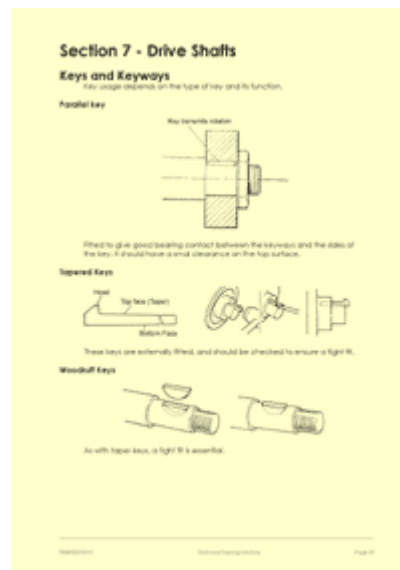 Section 7 - Drive Shafts
Keys and Keyways
Key usage depends on the type of key and its function.
Parallel key
Key transmits rotation
Fitted to give good bearing contact between the keyways and the sides of
the key. It should have a small clearance on the top surface.
Tapered Keys
Head
Top face (Taper)
Bottom Face
These keys are externally fitted, and should be checked to ensure a tight fit.
Woodruff Keys
As with taper keys, a tight fit is essential.
Technical Training Solutions